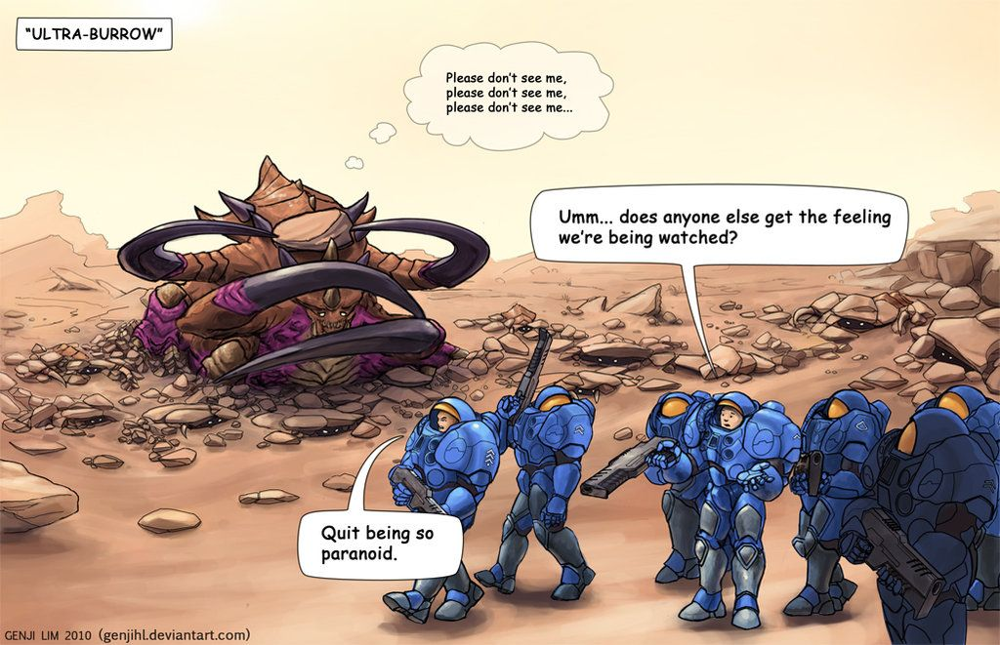 "ULTRA-BURROW"
Please don't see me,
please don't see me,
please don't see me...
Umm... does anyone else get the feeling
we're being watched?
Quit being so
paranoid.
GENJI LIM 2010 (genjihl.deviantart.com)